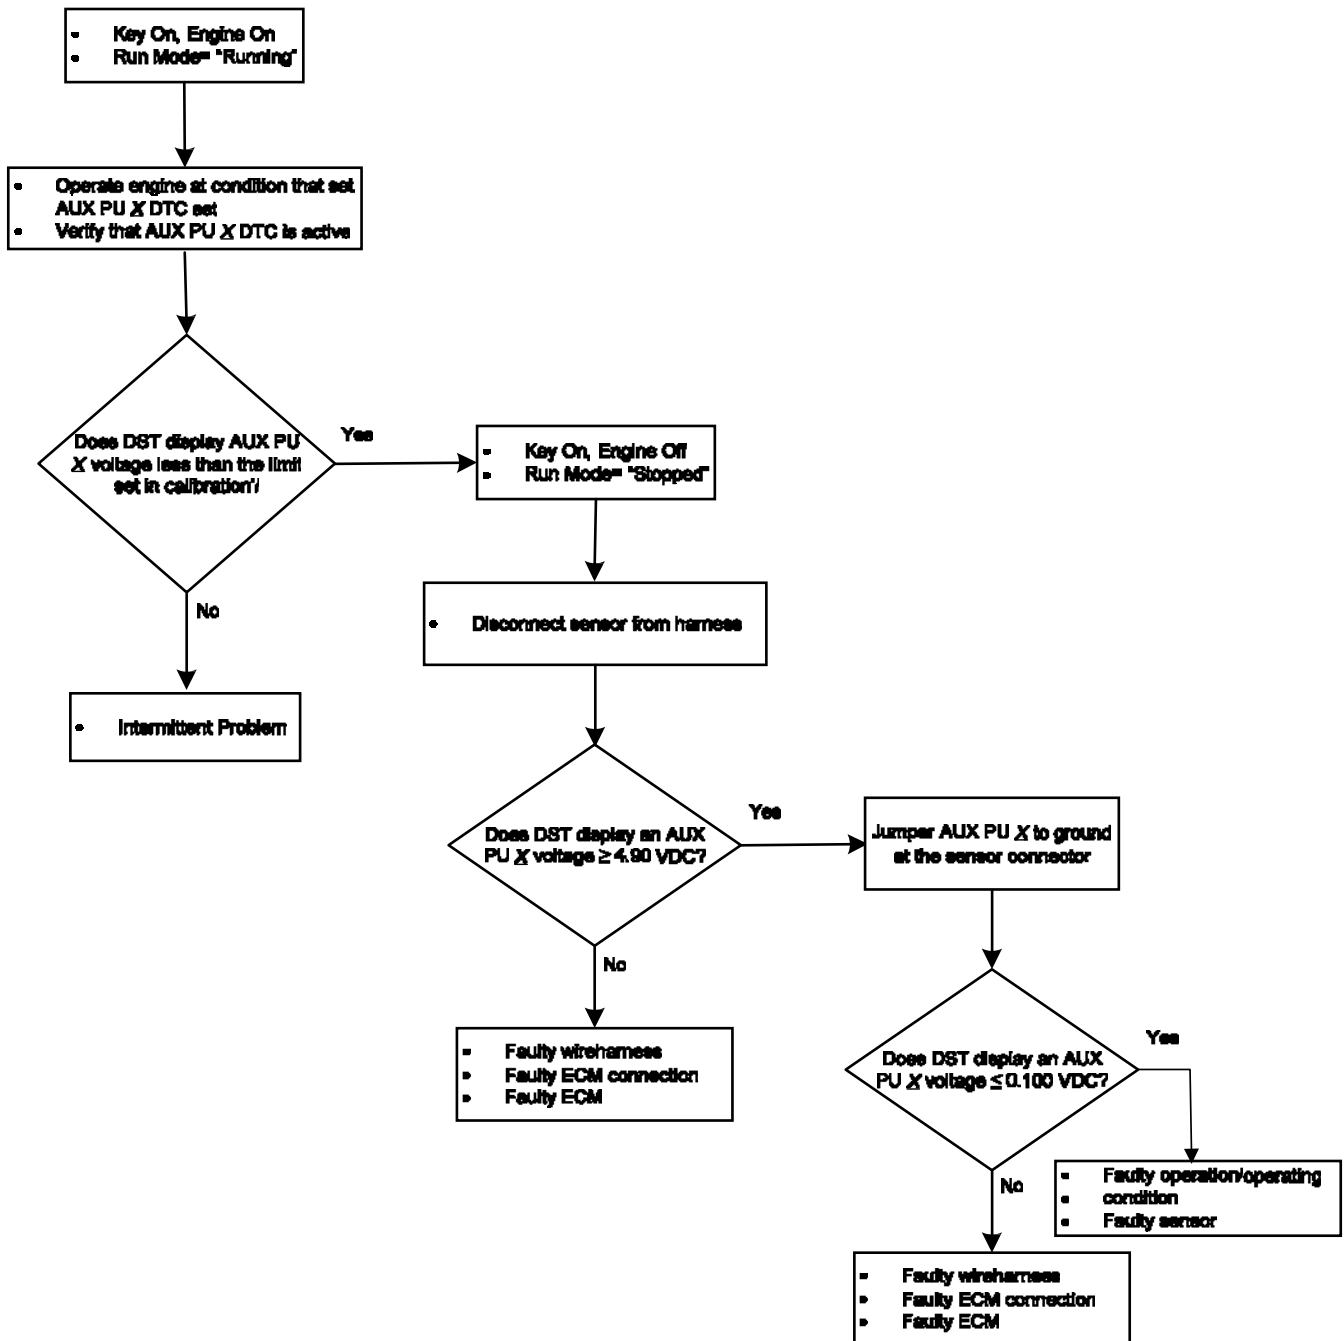 • Key On, Engine On
• Run Mode= "Running"
• Operate engine at condition that set
AUX PU X DTC set
• Verify that AUX PU X DTC is active
Does DST display AUX PU
X voltage less than the limit
set in calibration?
Yes
No
• Intermittent Problem
• Key On, Engine Off
• Run Mode= "Stopped"
• Disconnect sensor from harness
Does DST display an AUX
PU X voltage ≥ 4.90 VDC?
Yes
No
• Faulty wireharness
• Faulty ECM connection
• Faulty ECM
Jumper AUX PU X to ground
at the sensor connector
Does DST display an AUX
PU X voltage ≤ 0.100 VDC?
Yes
No
• Faulty operation/operating
• condition
• Faulty sensor
• Faulty wireharness
• Faulty ECM connection
• Faulty ECM